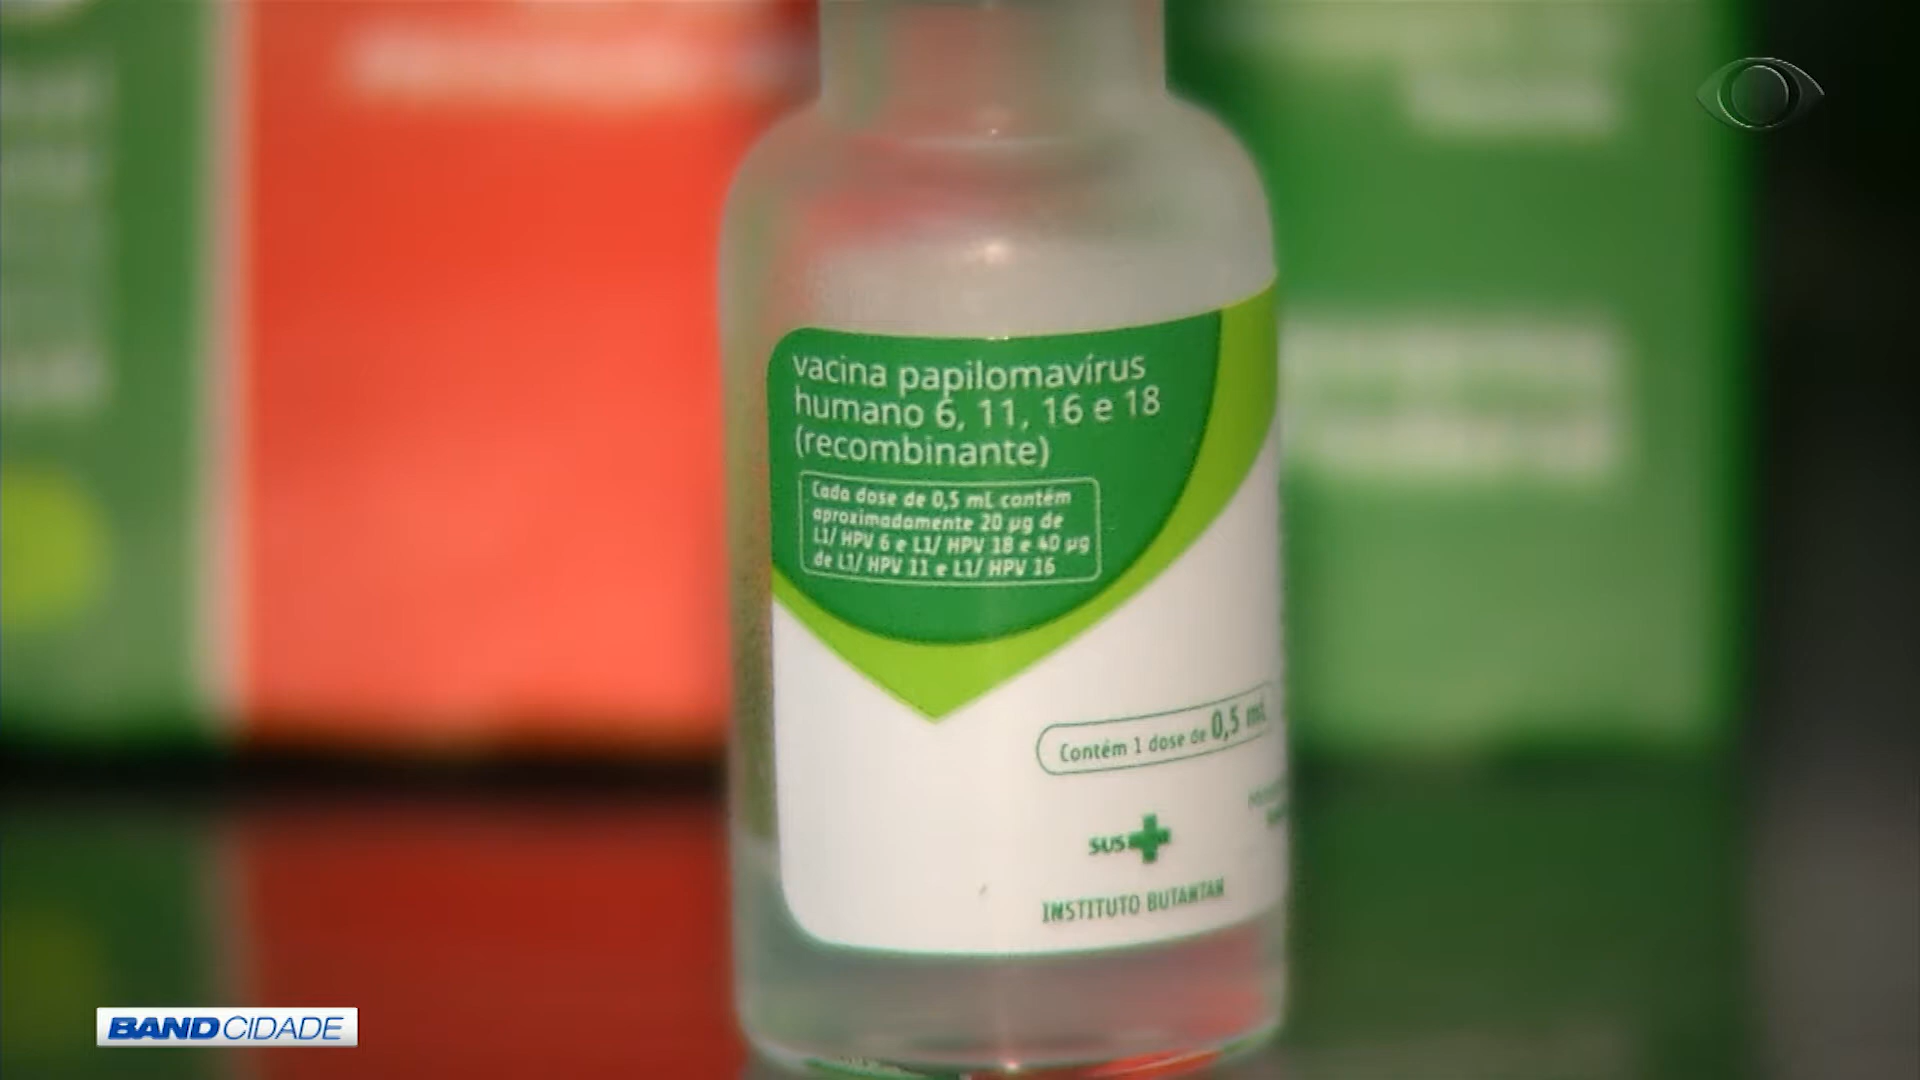 vacina papilomavírus
humano 6, 11, 16 e 18
(recombinante)
Cada dose de 0,5 mL contém
aproximadamente 20 µg de
L1/ HPV 6 e L1/ HPV 18 e 40 µg
de L1/ HPV 11 e L1/ HPV 16
Contém 1 dose de 0,5 mL
SUS
INSTITUTO BUTANTAN
BAND CIDADE